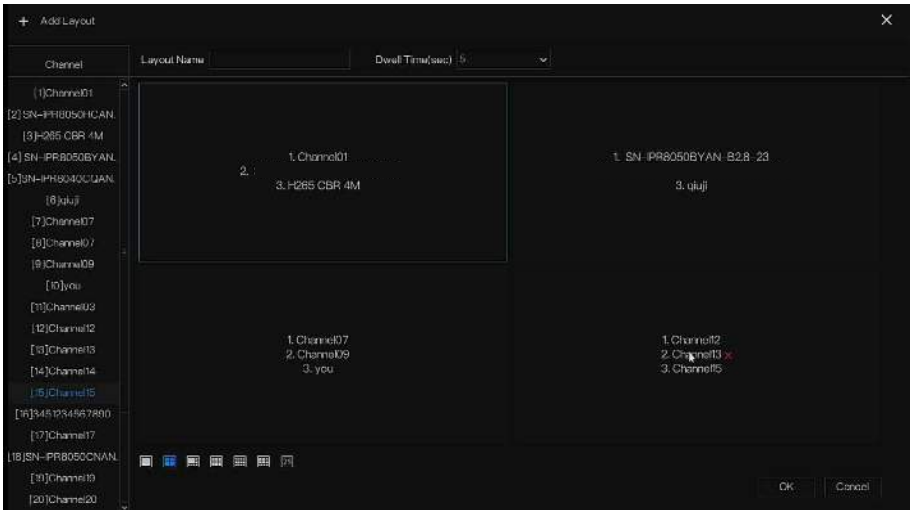 + Add Layout
Channel
Layout Name
Dwell Time(sec) 5
[1]Channel01
[2] SN-IPR8050HCAN.
[3]H265 CBR 4M
[4] SN-IPR8050BYAN.
[5]SN-IPR8040CQAN.
[6]qiuji
[7]Channel07
[8]Channel07
[9]Channel09
[10]you
[11]Channel03
[12]Channel12
[13]Channel13
[14]Channel14
[15]Channel15
[16]3451234567890
[17]Channel17
[18]SN-IPR8050CNAN.
[19]Channel19
[20]Channel20
1. Channel01
2.
3. H265 CBR 4M
1. SN-IPR8050BYAN-B2.8-23
3. qiuji
1. Channel07
2. Channel09
3. you
1. Channel12
2. Channel13
3. Channel15
25
OK
Cancel